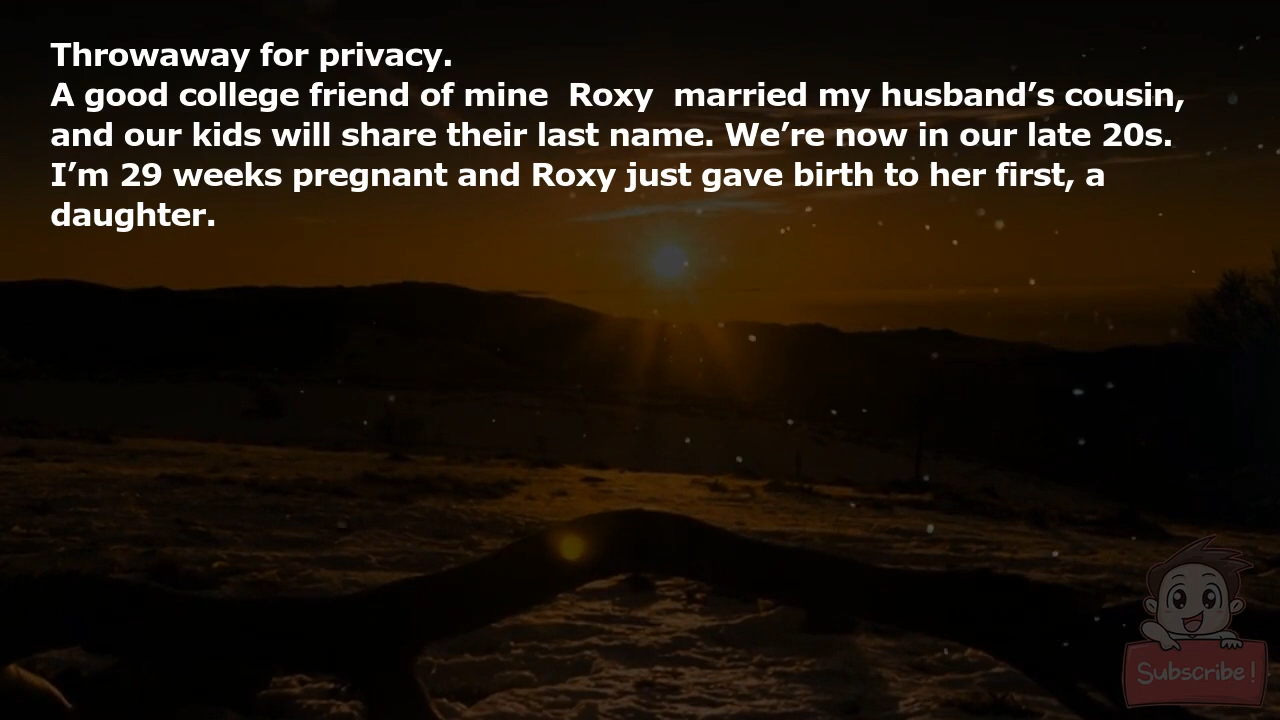 Throwaway for privacy.
A good college friend of mine  Roxy  married my husband’s cousin,
and our kids will share their last name. We’re now in our late 20s.
I’m 29 weeks pregnant and Roxy just gave birth to her first, a
daughter.
Subscribe!